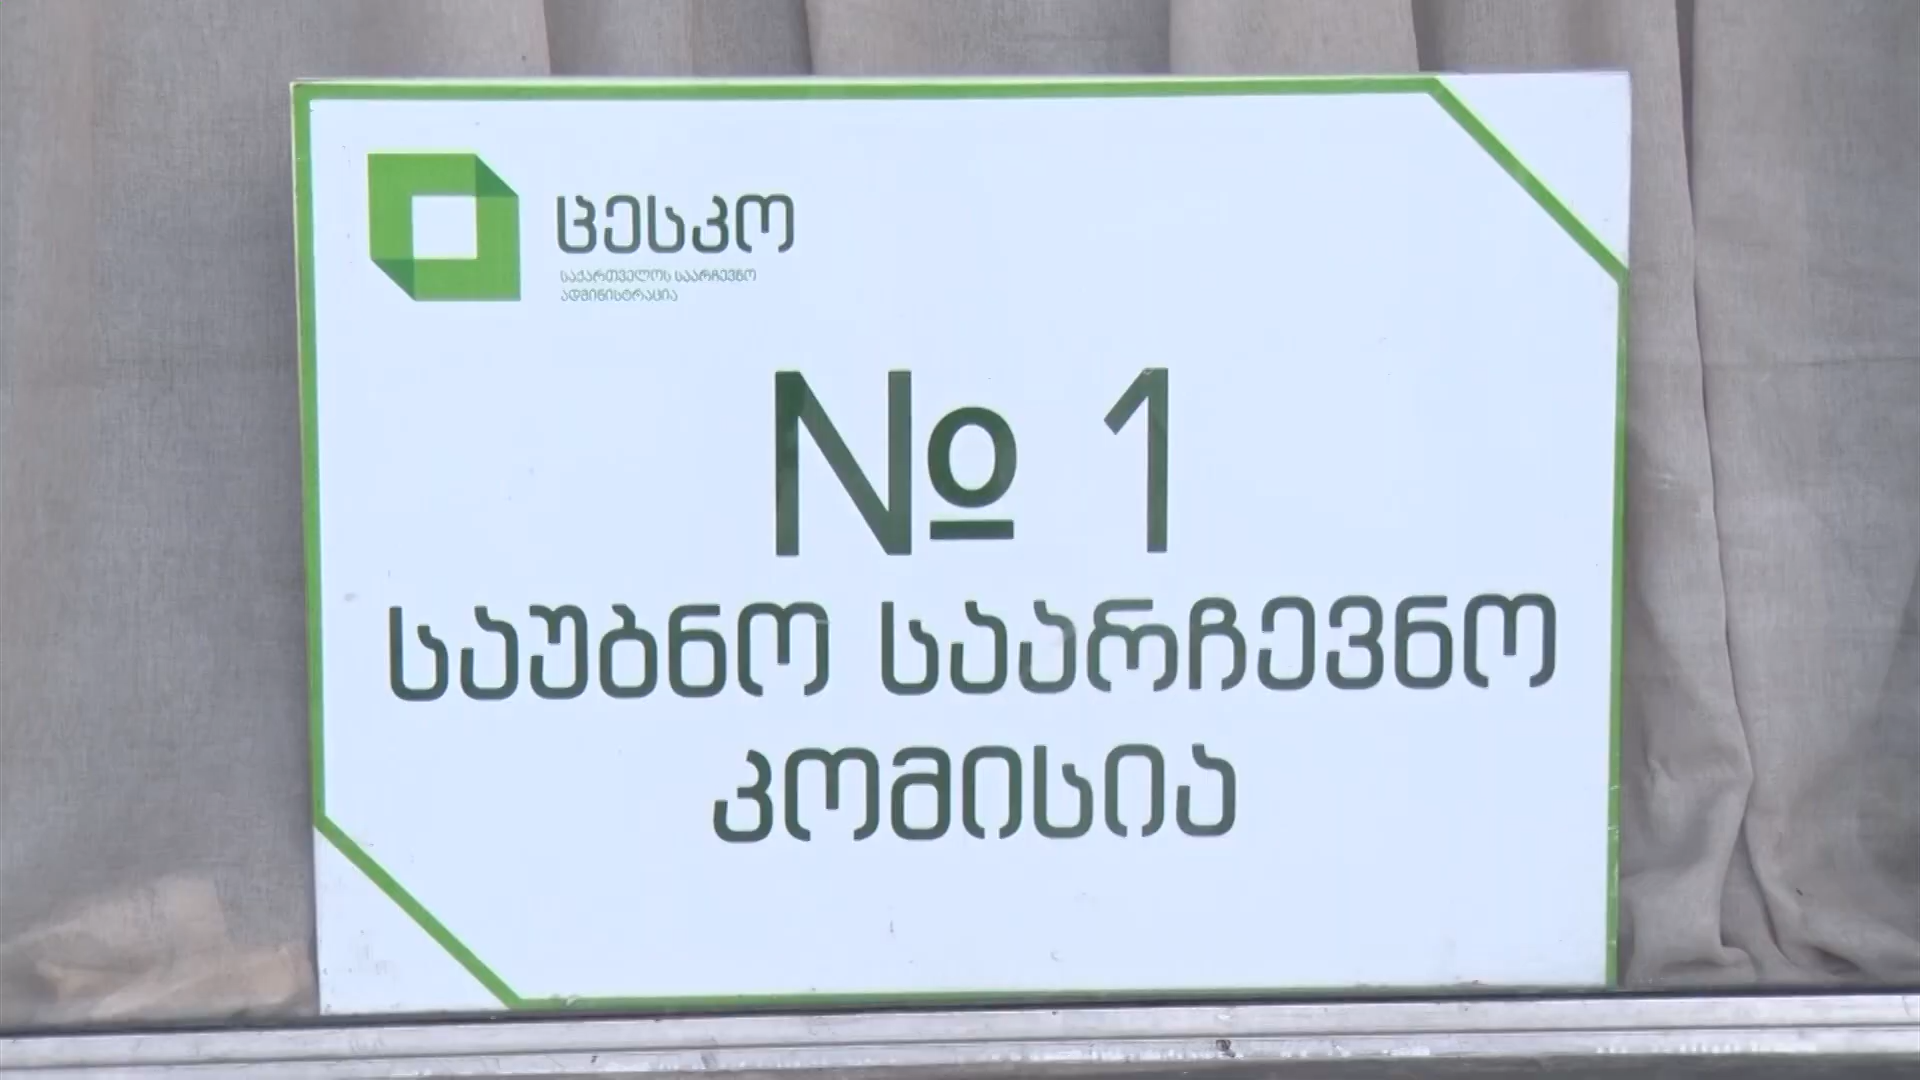 ცესკო
საქართველოს საარჩევნო
ადმინისტრაცია
№ 1
საუბნო საარჩევნო
კომისია